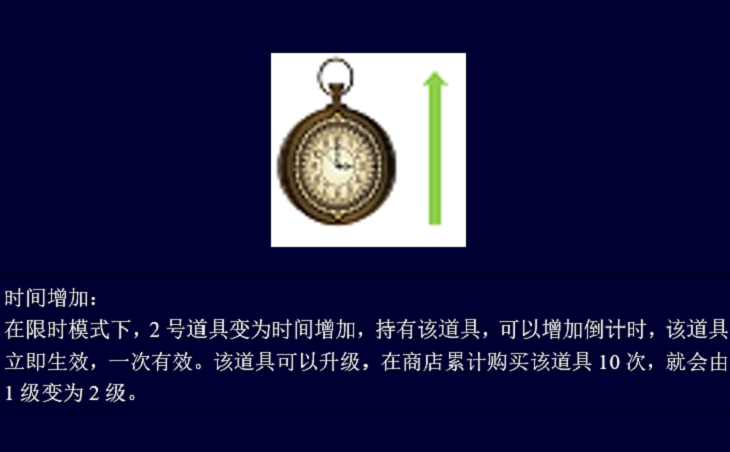 时间增加：
在限时模式下，2 号道具变为时间增加，持有该道具，可以增加倒计时，该道具
立即生效，一次有效。该道具可以升级，在商店累计购买该道具 10 次，就会由
1 级变为 2 级。